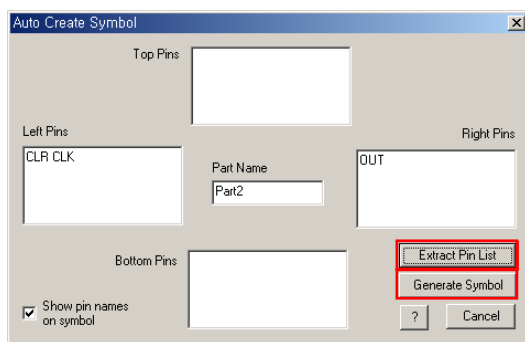 Auto Create Symbol
Top Pins
Left Pins
Right Pins
CLR CLK
Part Name
OUT
Part2
Bottom Pins
Extract Pin List
Generate Symbol
Show pin names
on symbol
?
Cancel